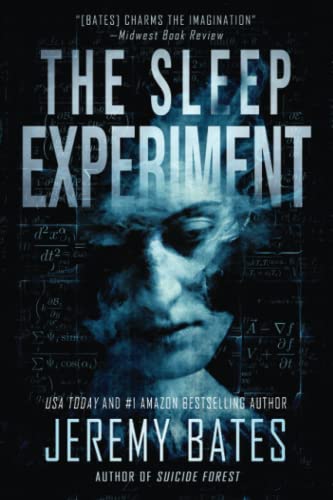 "[BATES] CHARMS THE IMAGINATION"
—Midwest Book Review
THE SLEEP
EXPERIMENT
USA TODAY AND #1 AMAZON BESTSELLING AUTHOR
JEREMY BATES
AUTHOR OF SUICIDE FOREST